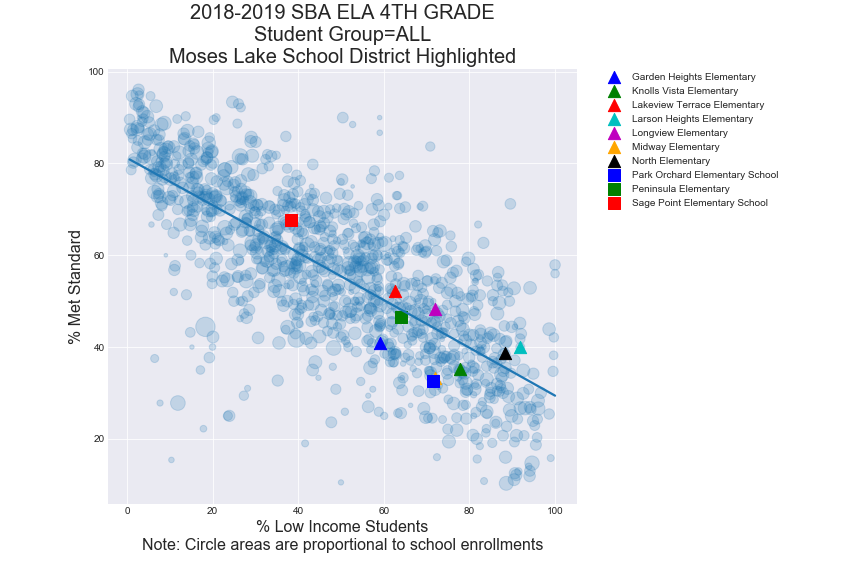 2018-2019 SBA ELA 4TH GRADE
Student Group=ALL
Moses Lake School District Highlighted
% Met Standard
100
80
60
40
20
0 20 40 60 80 100
% Low Income Students
Note: Circle areas are proportional to school enrollments
Garden Heights Elementary
Knolls Vista Elementary
Lakeview Terrace Elementary
Larson Heights Elementary
Longview Elementary
Midway Elementary
North Elementary
Park Orchard Elementary School
Peninsula Elementary
Sage Point Elementary School